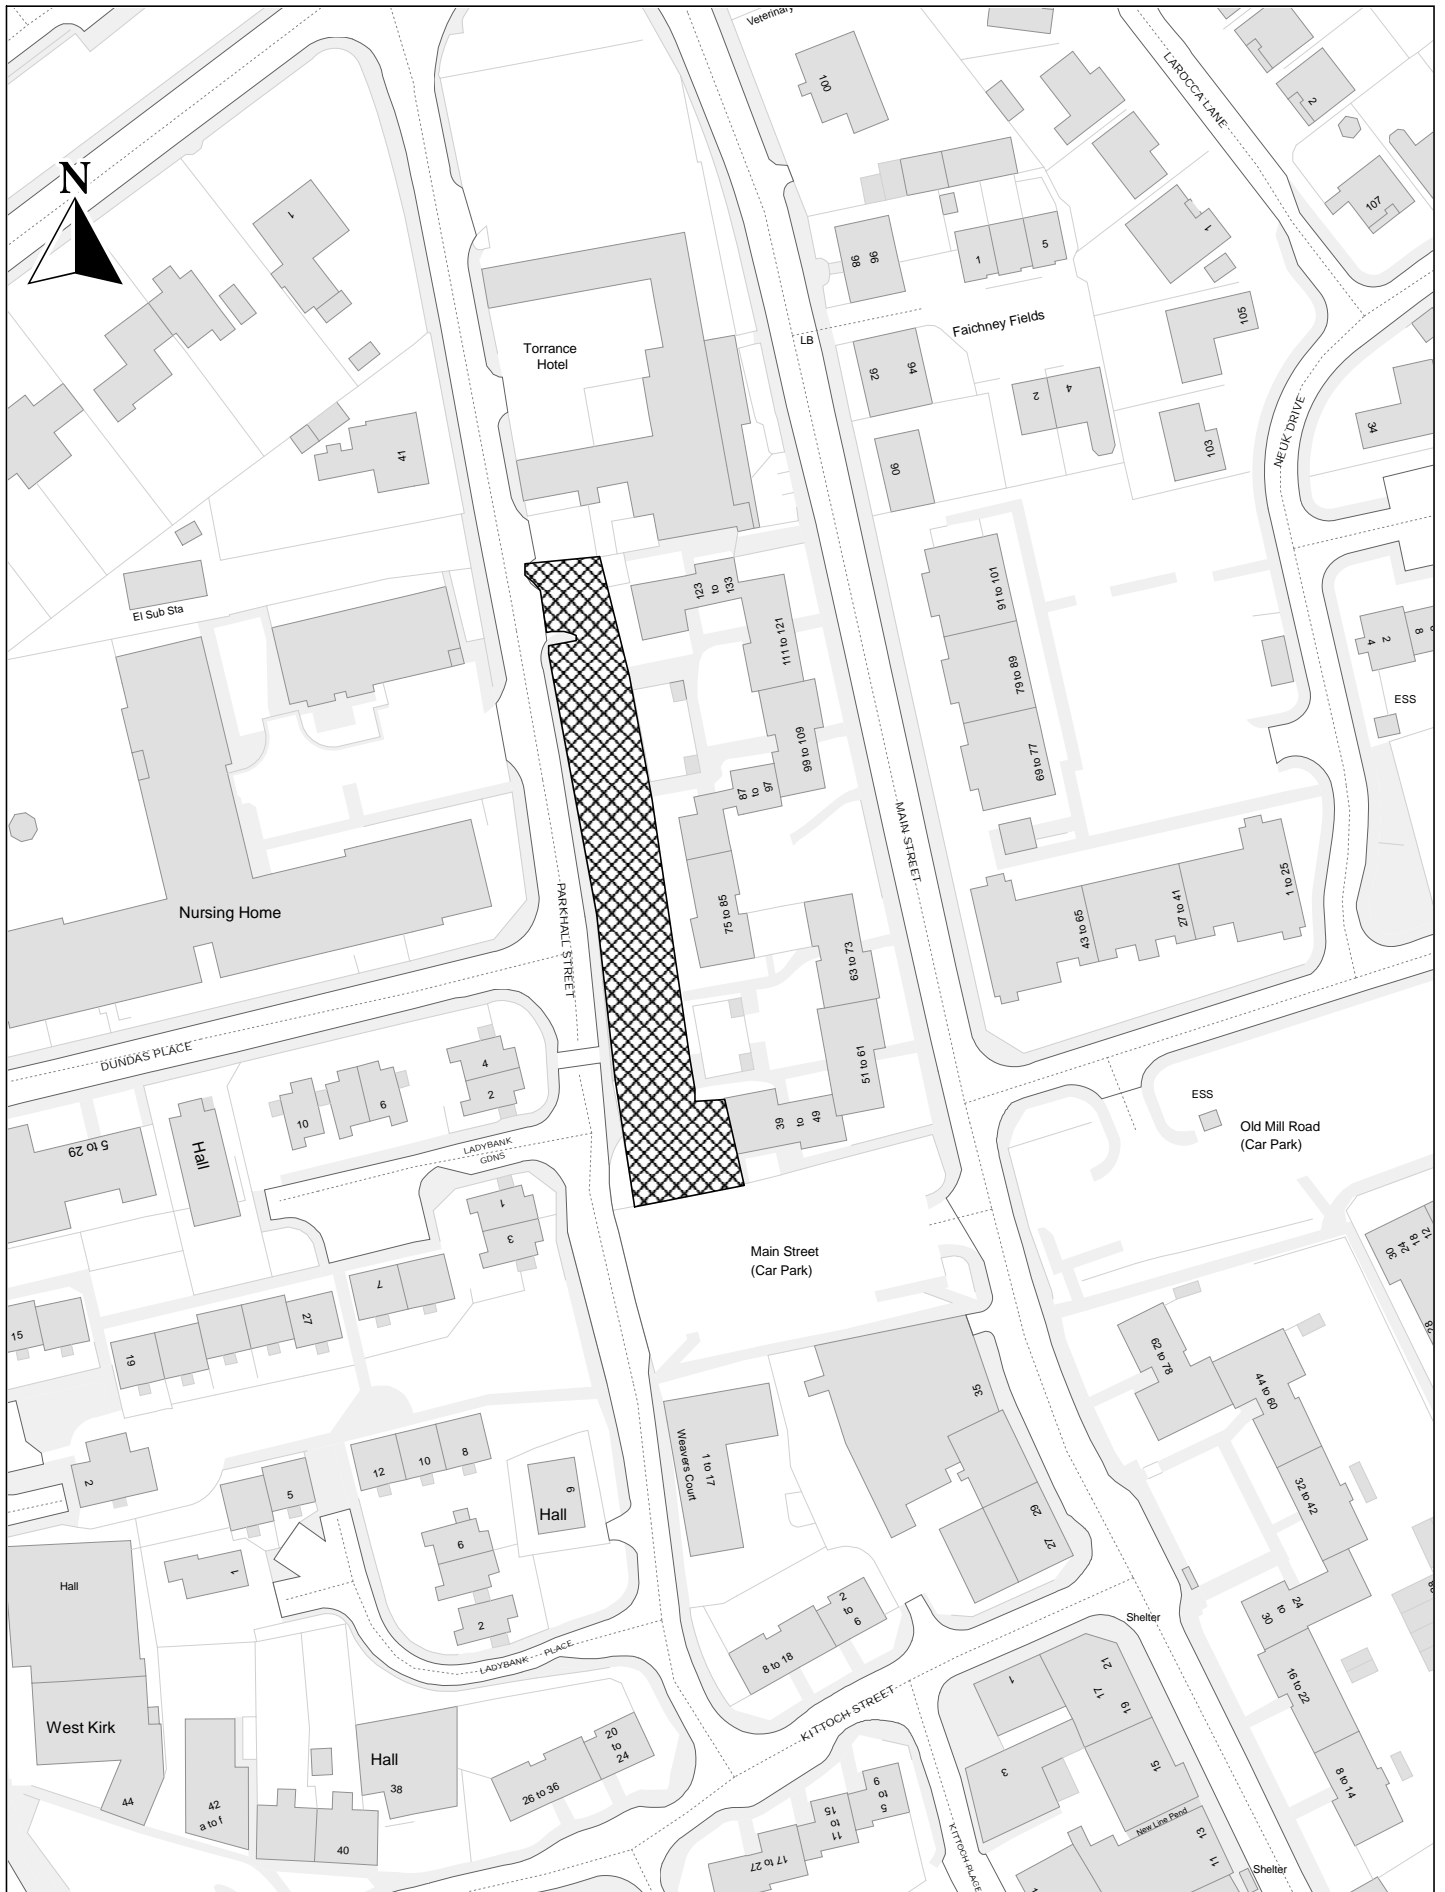 Veterinary
LAROCCA LANE
100
2
N
1
107
1
98
96
1
5
105
Faichney Fields
Torrance
Hotel
LB
92
94
2
4
34
41
90
103
NEUK DRIVE
El Sub Sta
123
to
133
91 to 101
111 to 121
2
4
8
79 to 89
ESS
99 to 109
69 to 77
87
to
97
MAIN STREET
Nursing Home
PARKHALL STREET
75 to 85
63 to 73
43 to 65
27 to 41
1 to 25
DUNDAS PLACE
4
2
51 to 61
ESS
10
6
39
to
49
Old Mill Road
(Car Park)
5 to 29
Hall
LADYBANK
GDNS
1
3
Main Street
(Car Park)
12
18
24
30
28
7
15
27
19
62 to 78
44 to 60
35
12
10
8
Weavers Court
1 to 17
2
5
6
Hall
32 to 42
29
27
6
1
Hall
2
2
to
6
24
to
30
Shelter
8 to 18
LADYBANK PLACE
16 to 22
1
21
17
19
KITTOCH STREET
West Kirk
20
to
24
Hall
38
26 to 36
3
15
8 to 14
44
42
a to f
40
5
to
9
11
to
15
17 to 27
KITTOCH PLACE
New Line Pend
13
11
Shelter